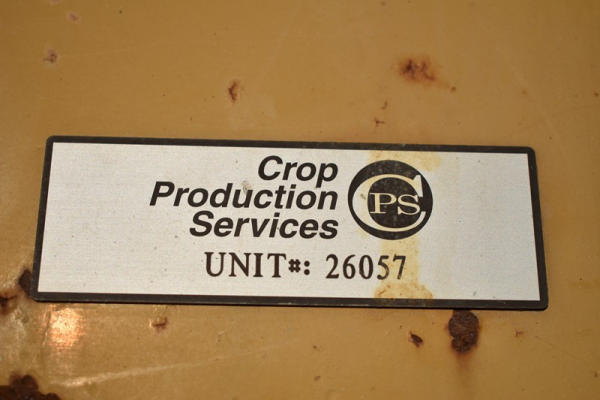 Crop
Production
Services
CPS
UNIT#: 26057